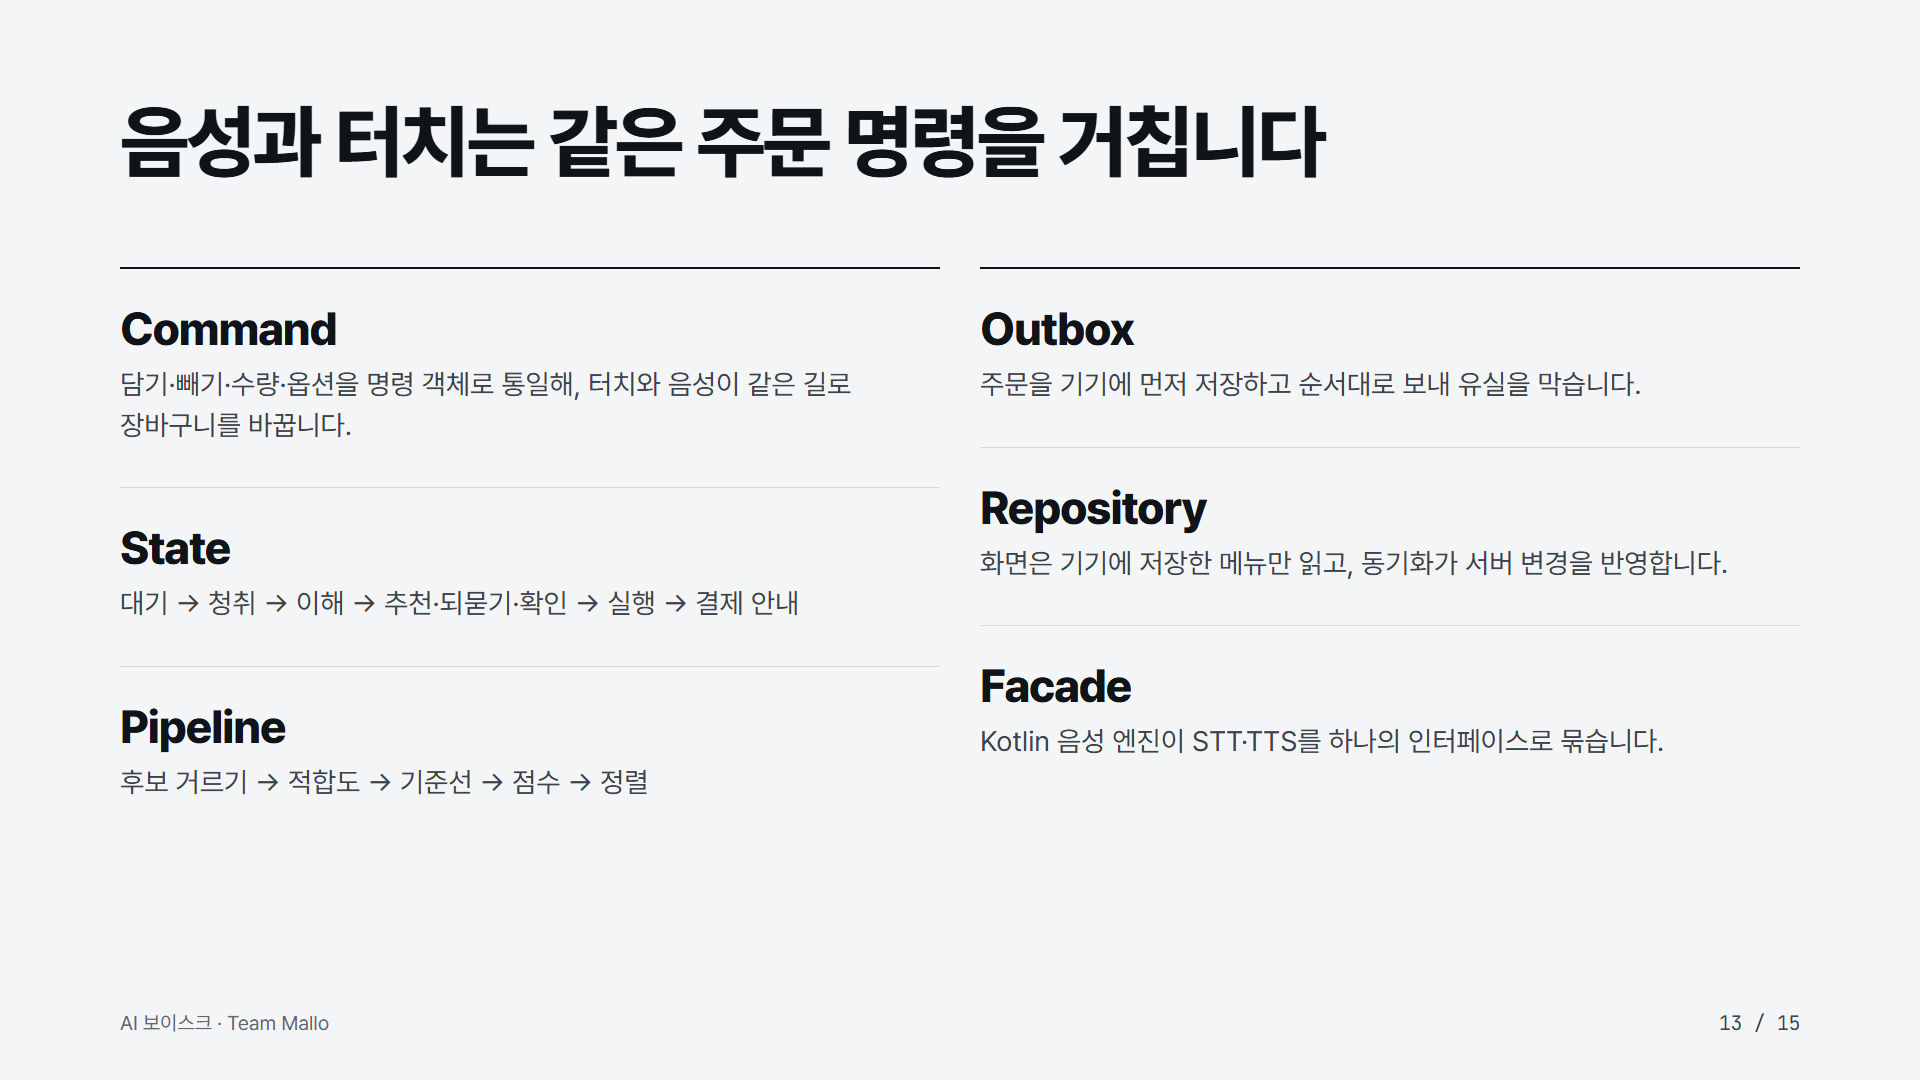 음성과 터치는 같은 주문 명령을 거칩니다
Command
담기·빼기·수량·옵션을 명령 객체로 통일해, 터치와 음성이 같은 길로
장바구니를 바꿉니다.
State
대기 → 청취 → 이해 → 추천·되묻기·확인 → 실행 → 결제 안내
Pipeline
후보 거르기 → 적합도 → 기준선 → 점수 → 정렬
Outbox
주문을 기기에 먼저 저장하고 순서대로 보내 유실을 막습니다.
Repository
화면은 기기에 저장한 메뉴만 읽고, 동기화가 서버 변경을 반영합니다.
Facade
Kotlin 음성 엔진이 STT·TTS를 하나의 인터페이스로 묶습니다.
AI 보이스크 · Team Mallo
13 / 15